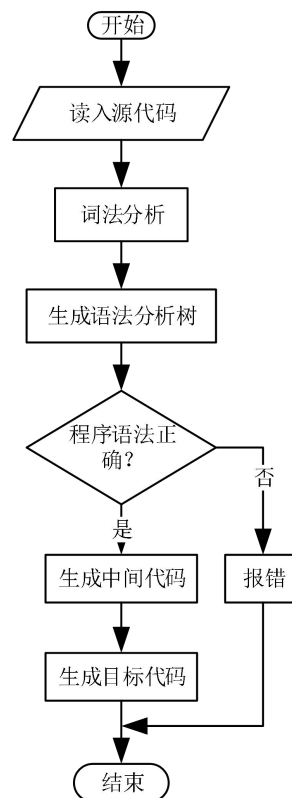 开始
读入源代码
词法分析
生成语法分析树
程序语法正
确？
否
是
生成中间代码
报错
生成目标代码
结束